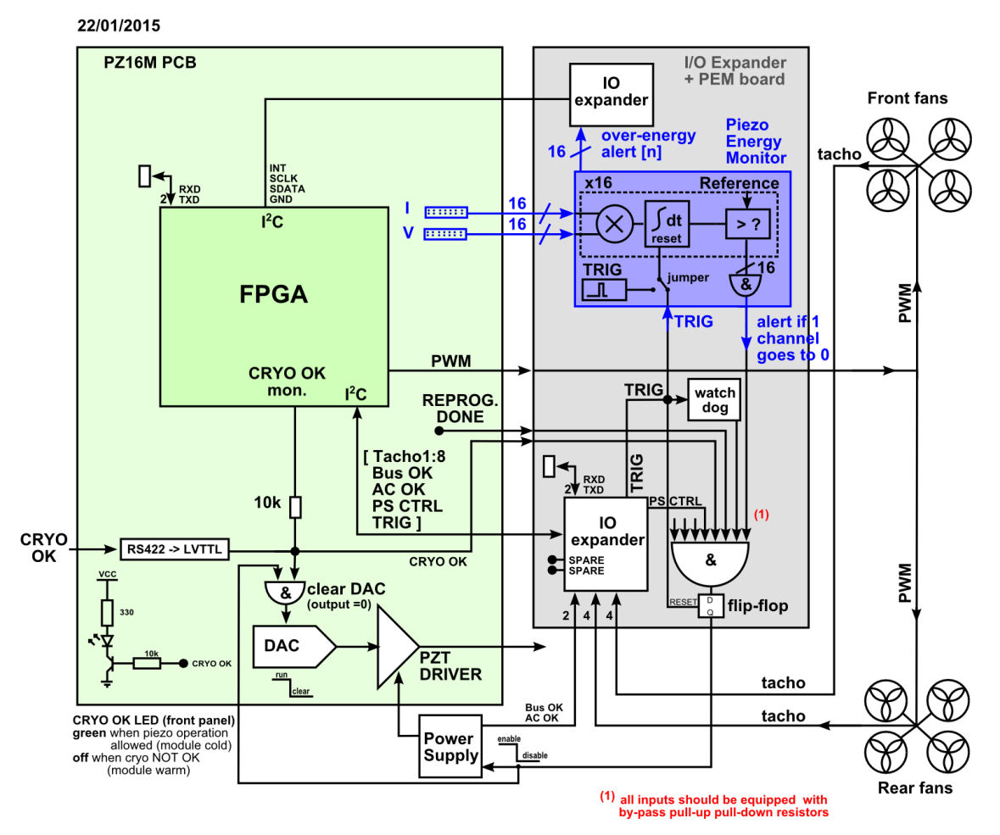 22/01/2015
PZ16M PCB
I/O Expander
+ PEM board
IO
expander
Front fans
over-energy
alert [n]
16
Piezo
Energy
Monitor
tacho
INT
SCLK
SDATA
GND
RXD
TXD
2
I²C
x16
Reference
I
16
V
16
∫dt
reset
> ?
FPGA
TRIG
jumper
16
&
TRIG
alert if 1
channel
goes to 0
PWM
PWM
CRYO OK
mon.
I²C
REPROG.
DONE
TRIG
watch
dog
[ Tacho1:8
Bus OK
AC OK
PS CTRL
TRIG ]
TRIG
RXD
TXD
2
PS CTRL
(1)
10k
IO
expander
SPARE
SPARE
&
CRYO
OK
RS422 -> LVTTL
CRYO OK
PWM
VCC
330
10k
CRYO OK
&
clear DAC
(output =0)
RESET
D
Q
flip-flop
2
4
4
DAC
run
clear
PZT
DRIVER
tacho
tacho
Bus OK
AC OK
CRYO OK LED (front panel)
green when piezo operation
allowed (module cold)
off when cryo NOT OK
(module warm)
Power
Supply
enable
disable
Rear fans
(1) all inputs should be equipped with
by-pass pull-up pull-down resistors